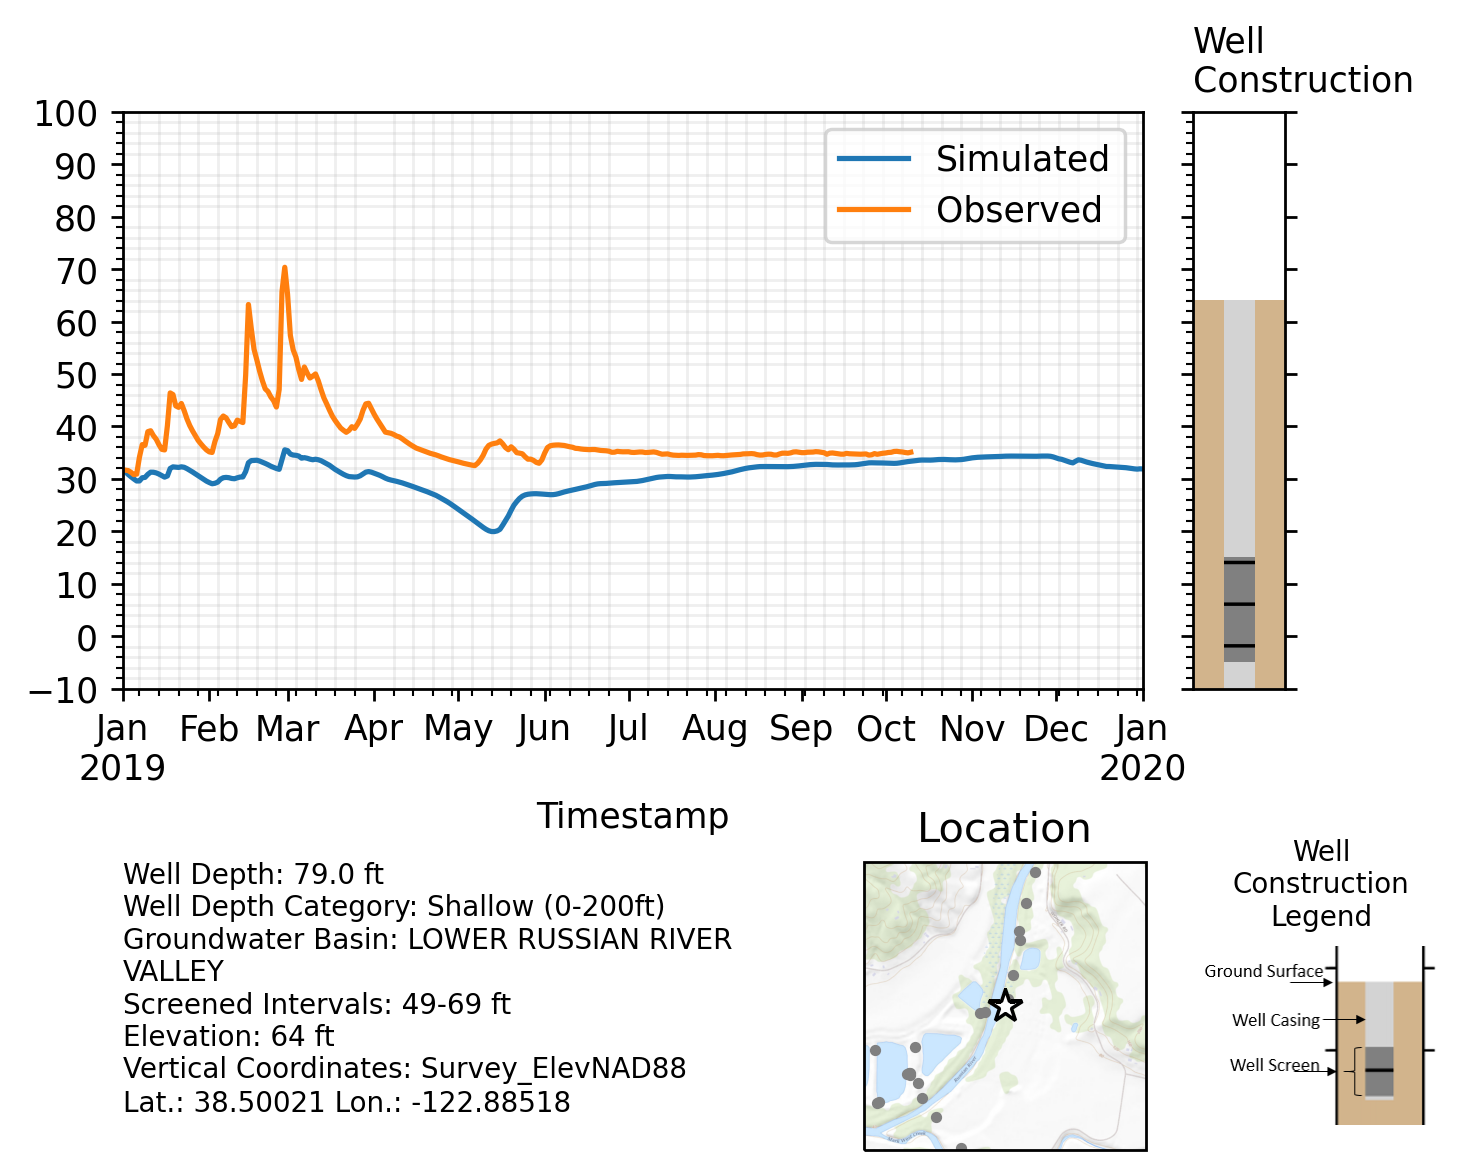 Well
Construction
100
90
80
70
60
50
40
30
20
10
0
−10
Simulated
Observed
Jan Feb Mar Apr May Jun Jul Aug Sep Oct Nov Dec Jan
2019 2020
Timestamp
Well Depth: 79.0 ft
Well Depth Category: Shallow (0-200ft)
Groundwater Basin: LOWER RUSSIAN RIVER
VALLEY
Screened Intervals: 49-69 ft
Elevation: 64 ft
Vertical Coordinates: Survey_ElevNAD88
Lat.: 38.50021 Lon.: -122.88518
Location
Well
Construction
Legend
Ground Surface
Well Casing
Well Screen